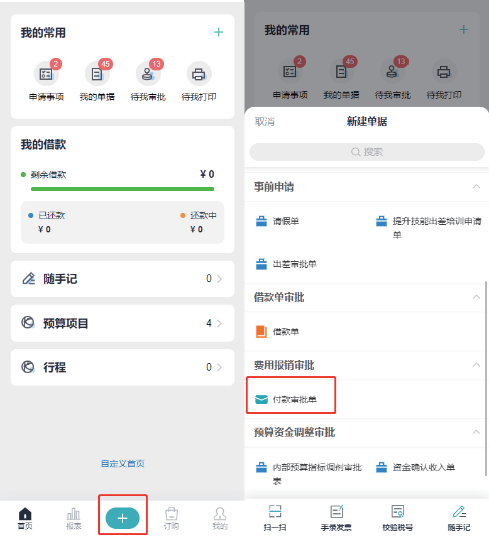 我的常用
2
45
13
申请事项
我的单据
待我审批
待我打印
我的借款
剩余借款
¥ 0
已还款
¥ 0
还款中
¥ 0
随手记
0
预算项目
4
行程
0
自定义首页
首页
报表
订购
我的
我的常用
2
45
13
申请事项
我的单据
待我审批
待我打印
取消
新建单据
搜索
事前申请
请假单
提升技能出差培训申请
单
出差审批单
借款单审批
借款单
费用报销审批
付款审批单
预算资金调整审批
内部预算指标调剂审批
表
资金确认收入单
扫一扫
手录发票
校验税号
随手记